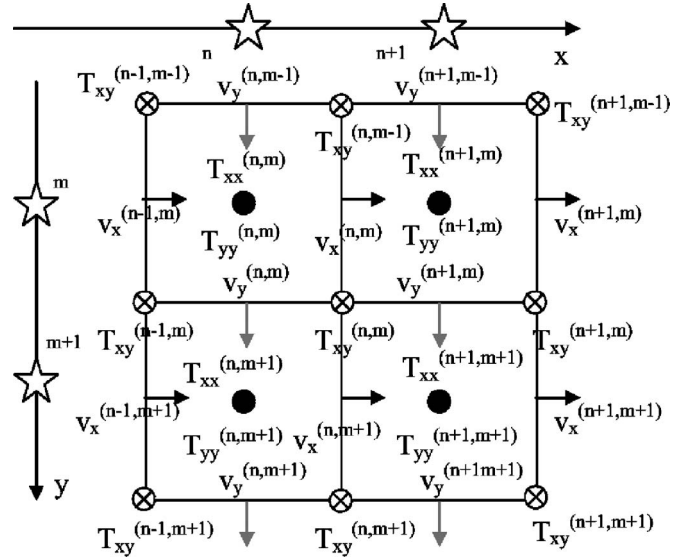 n n+1 x
T_xy^(n-1,m-1) v_y^(n,m-1) v_y^(n+1,m-1) T_xy^(n+1,m-1)
T_xy^(n,m-1)
m T_xx^(n,m) T_xx^(n+1,m)
v_x^(n-1,m) T_yy^(n,m) v_x^(n,m) T_yy^(n+1,m) v_x^(n+1,m)
v_y^(n,m) v_y^(n+1,m)
m+1 T_xy^(n-1,m) T_xy^(n,m) T_xy^(n+1,m)
T_xx^(n,m+1) T_xx^(n+1,m+1)
v_x^(n-1,m+1) T_yy^(n,m+1) v_x^(n,m+1) T_yy^(n+1,m+1) v_x^(n+1,m+1)
y v_y^(n,m+1) v_y^(n+1m+1)
T_xy^(n-1,m+1) T_xy^(n,m+1) T_xy^(n+1,m+1)